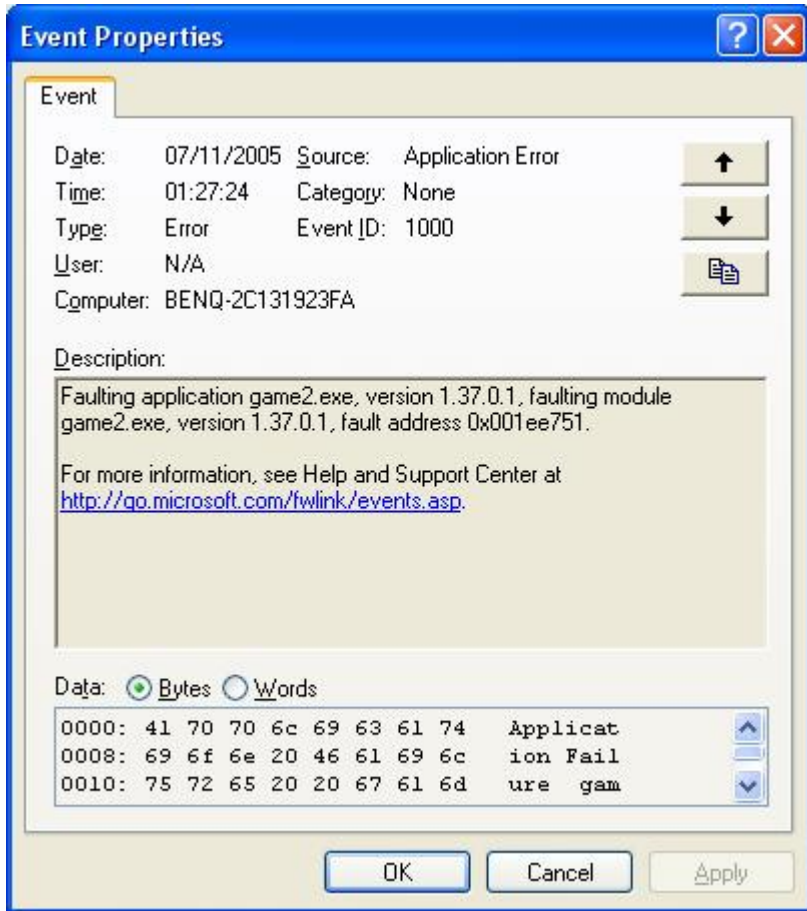 Event Properties
Event
Date: 07/11/2005 Source: Application Error
Time: 01:27:24 Category: None
Type: Error Event ID: 1000
User: N/A
Computer: BENQ-2C131923FA
Description:
Faulting application game2.exe, version 1.37.0.1, faulting module
game2.exe, version 1.37.0.1, fault address 0x001ee751.
For more information, see Help and Support Center at
http://go.microsoft.com/fwlink/events.asp.
Data: Bytes Words
0000: 41 70 70 6c 69 63 61 74 Applicat
0008: 69 6f 6e 20 46 61 69 6c ion Fail
0010: 75 72 65 20 20 67 61 6d ure  gam
OK Cancel Apply